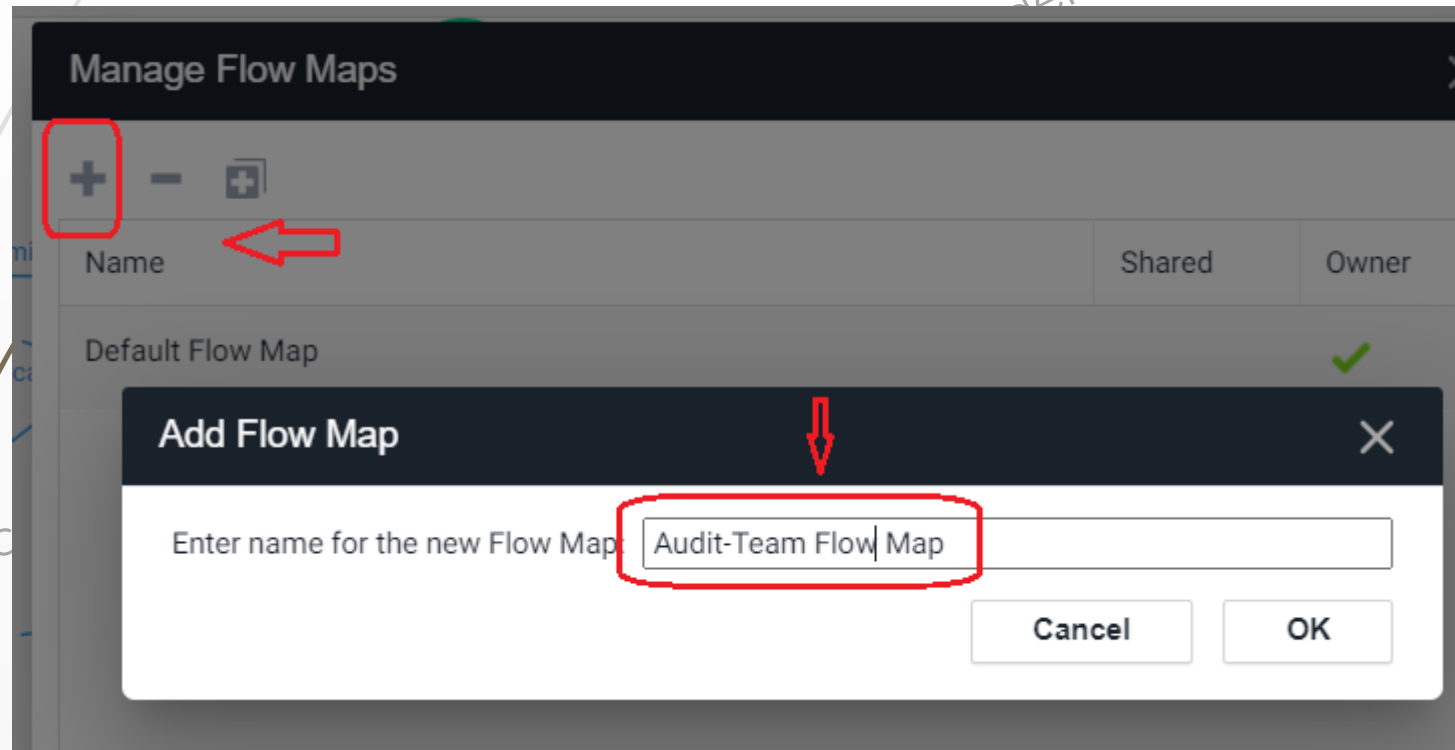 Manage Flow Maps
Name Shared Owner
Default Flow Map
Add Flow Map
Enter name for the new Flow Map: Audit-Team Flow Map
Cancel OK